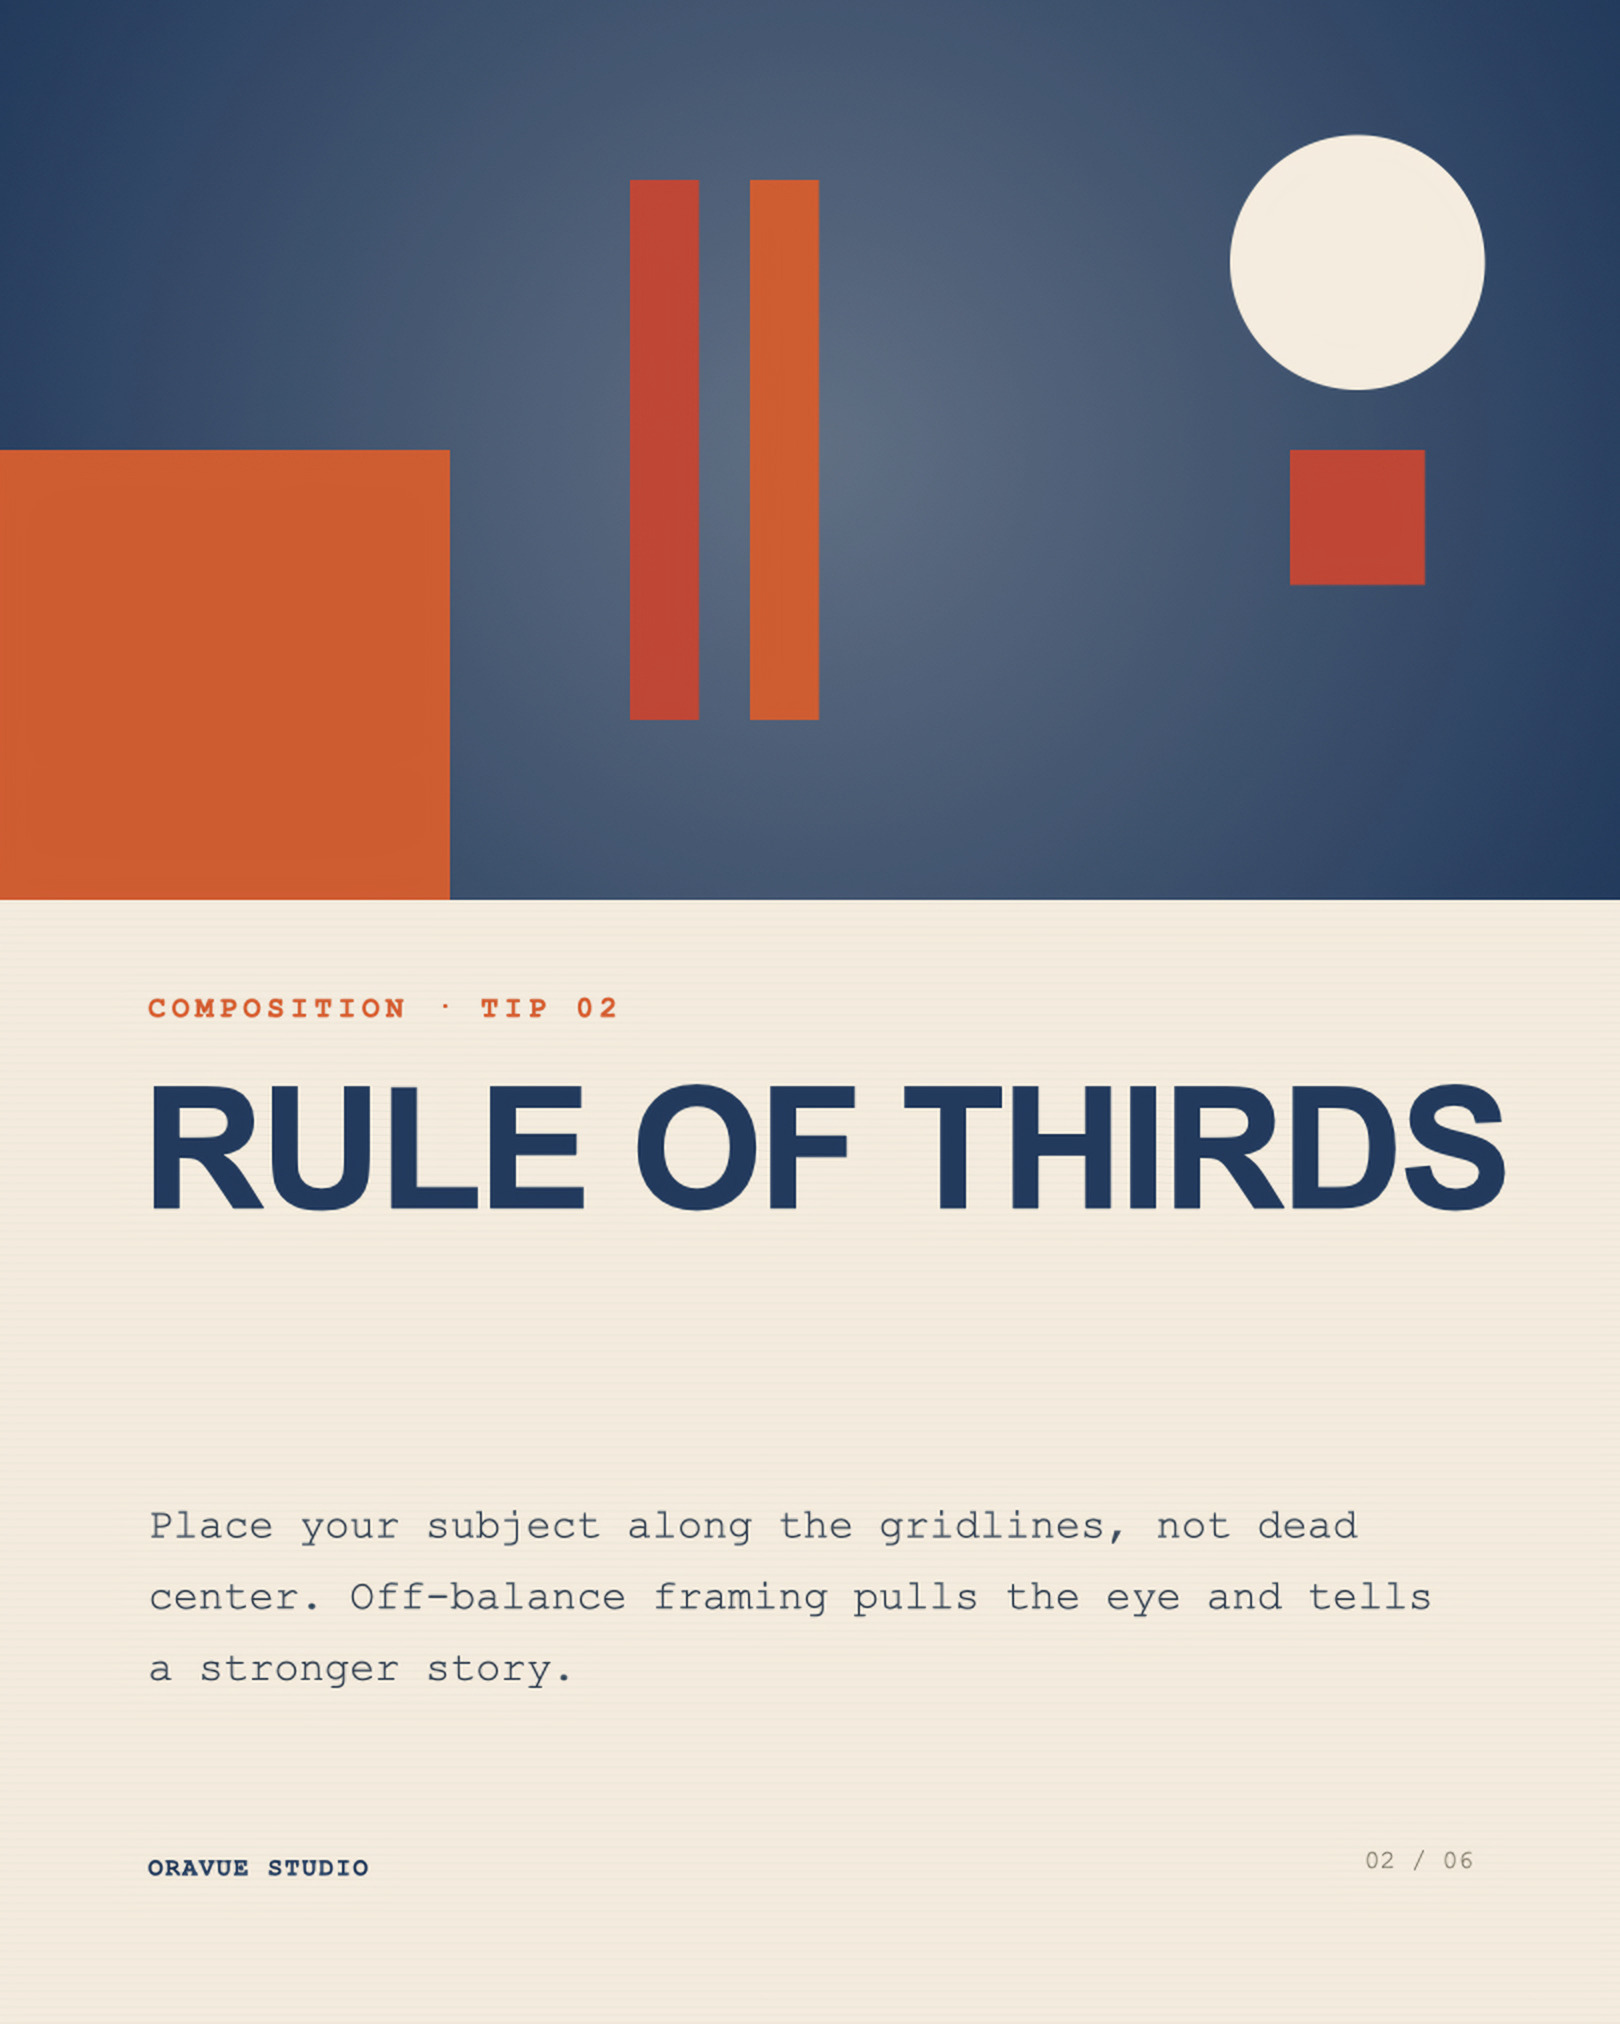 COMPOSITION · TIP 02
RULE OF THIRDS
Place your subject along the gridlines, not dead
center. Off-balance framing pulls the eye and tells
a stronger story.
ORAVUE STUDIO
02 / 06